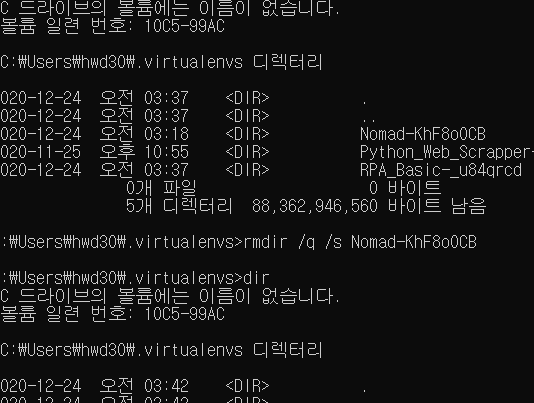 C 드라이브의 볼륨에는 이름이 없습니다.
볼륨 일련 번호: 10C5-99AC
C:\Users\hwd30\.virtualenvs 디렉터리
020-12-24 오전 03:37 <DIR> .
020-12-24 오전 03:37 <DIR> ..
020-12-24 오전 03:18 <DIR> Nomad-KhF8o0CB
020-11-25 오후 10:55 <DIR> Python_Web_Scrapper-
020-12-24 오전 03:37 <DIR> RPA_Basic-_u84qrcd
0개 파일 0 바이트
5개 디렉터리 88,362,946,560 바이트 남음
:\Users\hwd30\.virtualenvs>rmdir /q /s Nomad-KhF8o0CB
:\Users\hwd30\.virtualenvs>dir
C 드라이브의 볼륨에는 이름이 없습니다.
볼륨 일련 번호: 10C5-99AC
C:\Users\hwd30\.virtualenvs 디렉터리
020-12-24 오전 03:42 <DIR> .